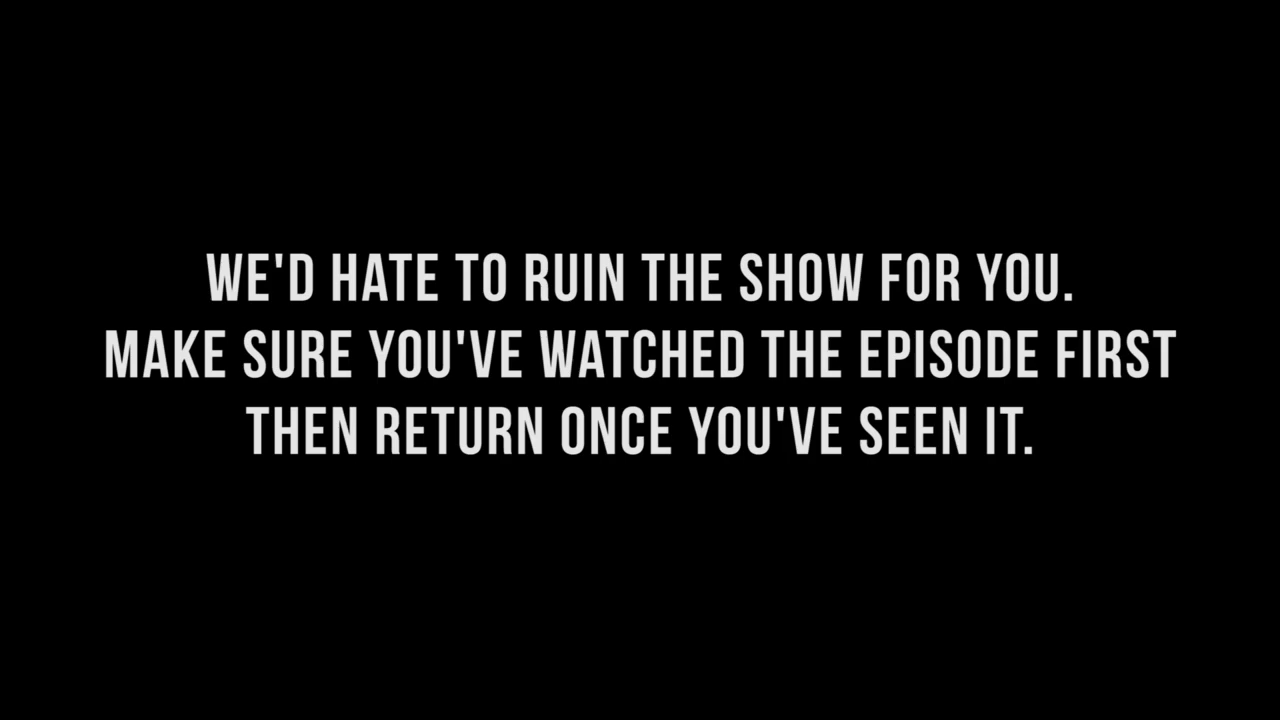 WE'D HATE TO RUIN THE SHOW FOR YOU.
MAKE SURE YOU'VE WATCHED THE EPISODE FIRST
THEN RETURN ONCE YOU'VE SEEN IT.